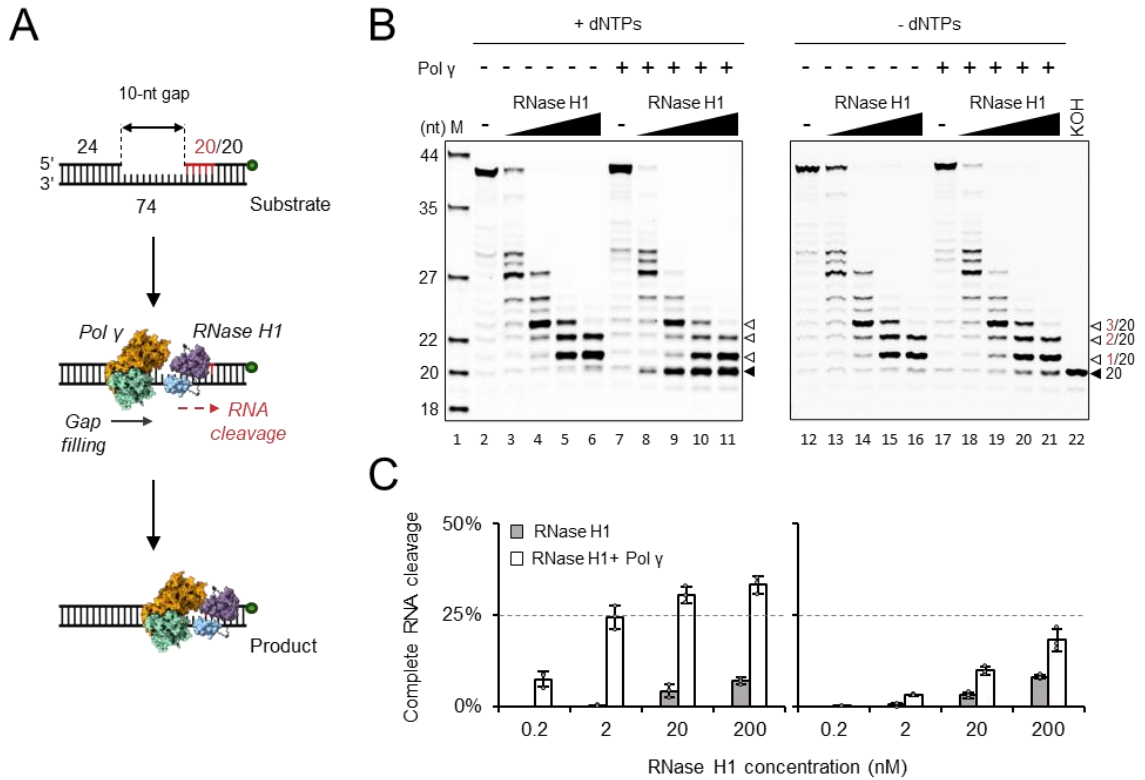 A
10-nt gap
24
20/20
5'
3'
74
Substrate
Pol γ
RNase H1
Gap
filling
RNA
cleavage
Product
B
+ dNTPs
- dNTPs
Pol γ
- - - - - - + + + + +
- - - - - + + + + +
RNase H1
RNase H1
RNase H1
RNase H1
(nt) M
-
-
-
-
KOH
44
35
27
22
20
18
3/20
2/20
1/20
20
1 2 3 4 5 6 7 8 9 10 11
12 13 14 15 16 17 18 19 20 21 22
C
Complete RNA cleavage
50%
25%
0%
RNase H1
RNase H1+ Pol γ
0.2 2 20 200
0.2 2 20 200
RNase H1 concentration (nM)